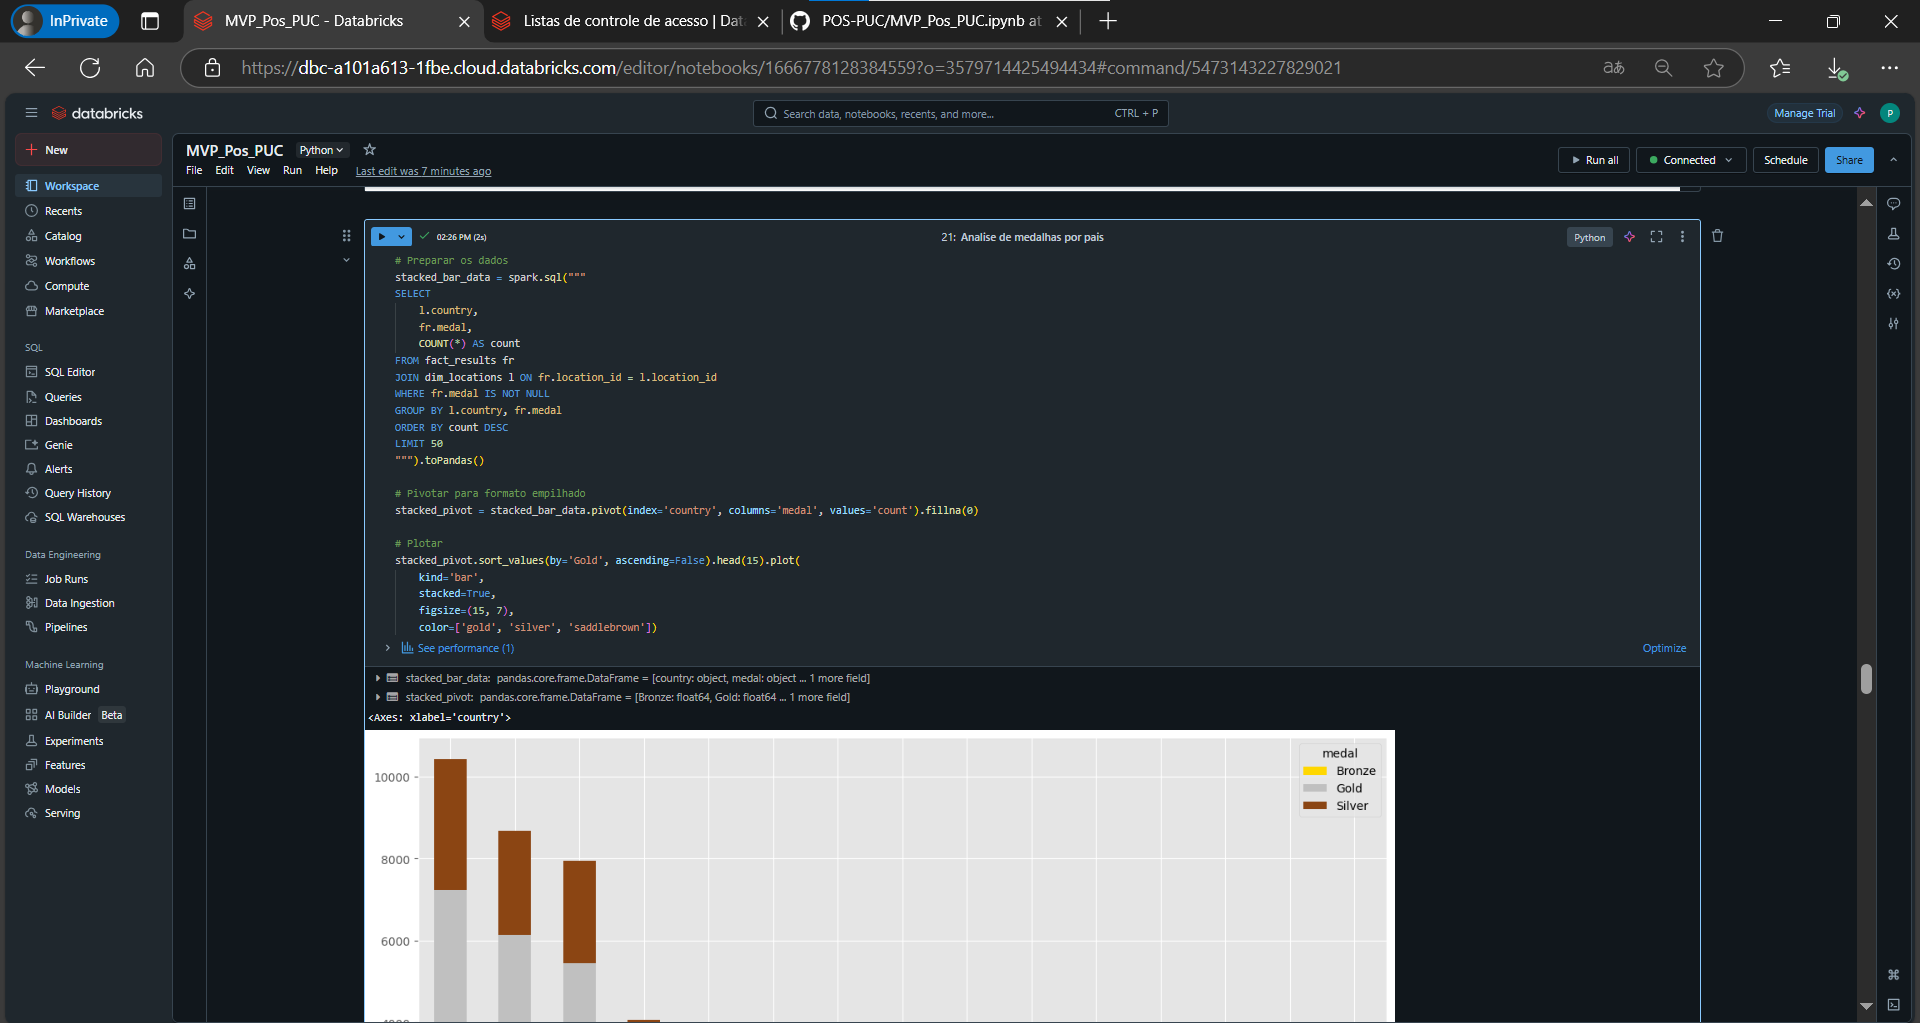 InPrivate
MVP_Pos_PUC - Databricks
Listas de controle de acesso | Dat
POS-PUC/MVP_Pos_PUC.ipynb at
https://dbc-a101a613-1fbe.cloud.databricks.com/editor/notebooks/1666778128384559?o=3579714425494434#command/5473143227829021
databricks
Search data, notebooks, recents, and more...
CTRL + P
Manage Trial
P
New
Workspace
Recents
Catalog
Workflows
Compute
Marketplace
SQL
SQL Editor
Queries
Dashboards
Genie
Alerts
Query History
SQL Warehouses
Data Engineering
Job Runs
Data Ingestion
Pipelines
Machine Learning
Playground
AI Builder Beta
Experiments
Features
Models
Serving
MVP_Pos_PUC Python
File Edit View Run Help Last edit was 7 minutes ago
Run all
Connected
Schedule
Share
02:26 PM (2s)
21: Analise de medalhas por pais
Python
# Preparar os dados
stacked_bar_data = spark.sql("""
SELECT
l.country,
fr.medal,
COUNT(*) AS count
FROM fact_results fr
JOIN dim_locations l ON fr.location_id = l.location_id
WHERE fr.medal IS NOT NULL
GROUP BY l.country, fr.medal
ORDER BY count DESC
LIMIT 50
""").toPandas()
# Pivotar para formato empilhado
stacked_pivot = stacked_bar_data.pivot(index='country', columns='medal', values='count').fillna(0)
# Plotar
stacked_pivot.sort_values(by='Gold', ascending=False).head(15).plot(
kind='bar',
stacked=True,
figsize=(15, 7),
color=['gold', 'silver', 'saddlebrown'])
See performance (1)
Optimize
stacked_bar_data: pandas.core.frame.DataFrame = [country: object, medal: object ... 1 more field]
stacked_pivot: pandas.core.frame.DataFrame = [Bronze: float64, Gold: float64 ... 1 more field]
<Axes: xlabel='country'>
10000
8000
6000
medal
Bronze
Gold
Silver